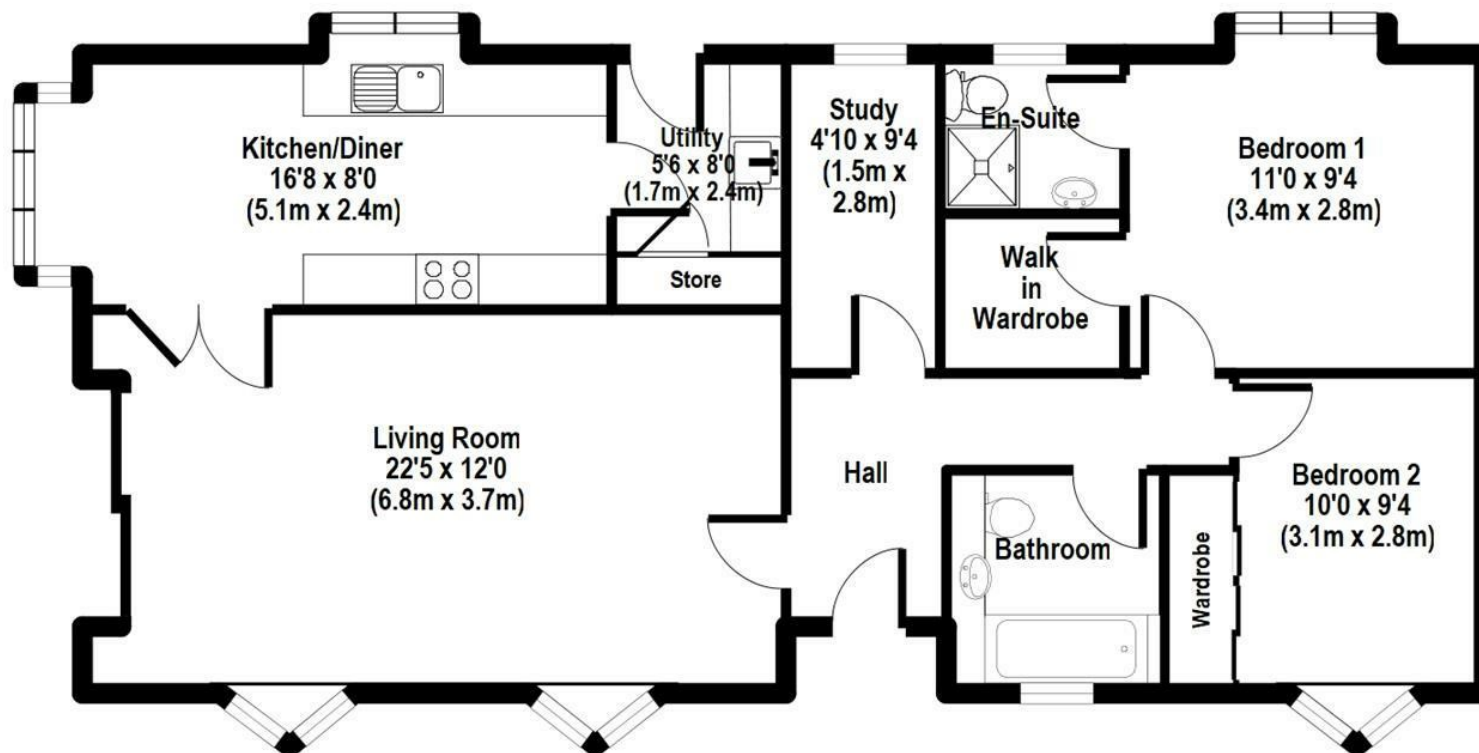 Kitchen/Diner
16'8 x 8'0
(5.1m x 2.4m)
Utility
5'6 x 8'0
(1.7m x 2.4m)
Store
Study
4'10 x 9'4
(1.5m x
2.8m)
En-Suite
Walk
in
Wardrobe
Bedroom 1
11'0 x 9'4
(3.4m x 2.8m)
Living Room
22'5 x 12'0
(6.8m x 3.7m)
Hall
Bathroom
Wardrobe
Bedroom 2
10'0 x 9'4
(3.1m x 2.8m)